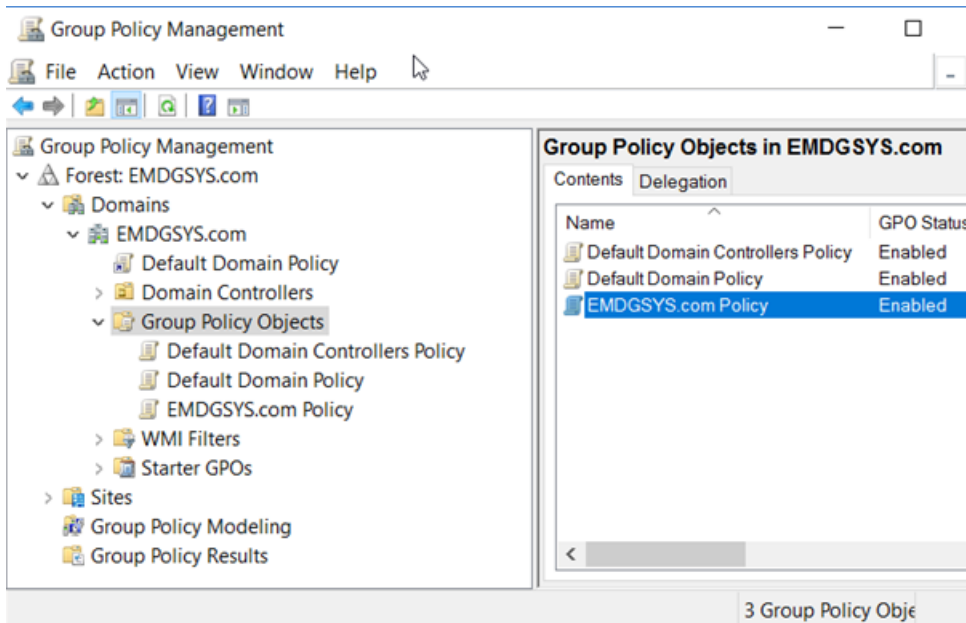 Group Policy Management
File Action View Window Help
Group Policy Management
Forest: EMDGSYS.com
Domains
EMDGSYS.com
Default Domain Policy
Domain Controllers
Group Policy Objects
Default Domain Controllers Policy
Default Domain Policy
EMDGSYS.com Policy
WMI Filters
Starter GPOs
Sites
Group Policy Modeling
Group Policy Results
Group Policy Objects in EMDGSYS.com
Contents Delegation
Name GPO Status
Default Domain Controllers Policy Enabled
Default Domain Policy Enabled
EMDGSYS.com Policy Enabled
3 Group Policy Obje